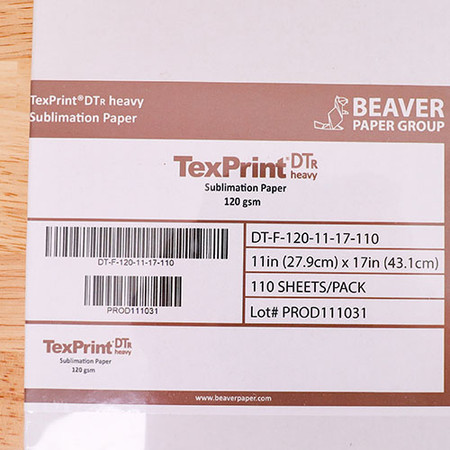 TexPrint®DTR heavy
Sublimation Paper
BEAVER
PAPER GROUP
TexPrint®DTR heavy
Sublimation Paper
120 gsm
DT-F-120-11-17-110
PROD111031
DT-F-120-11-17-110
11in (27.9cm) x 17in (43.1cm)
110 SHEETS/PACK
Lot# PROD111031
TexPrint®DTR heavy
Sublimation Paper
120 gsm
www.beaverpaper.com